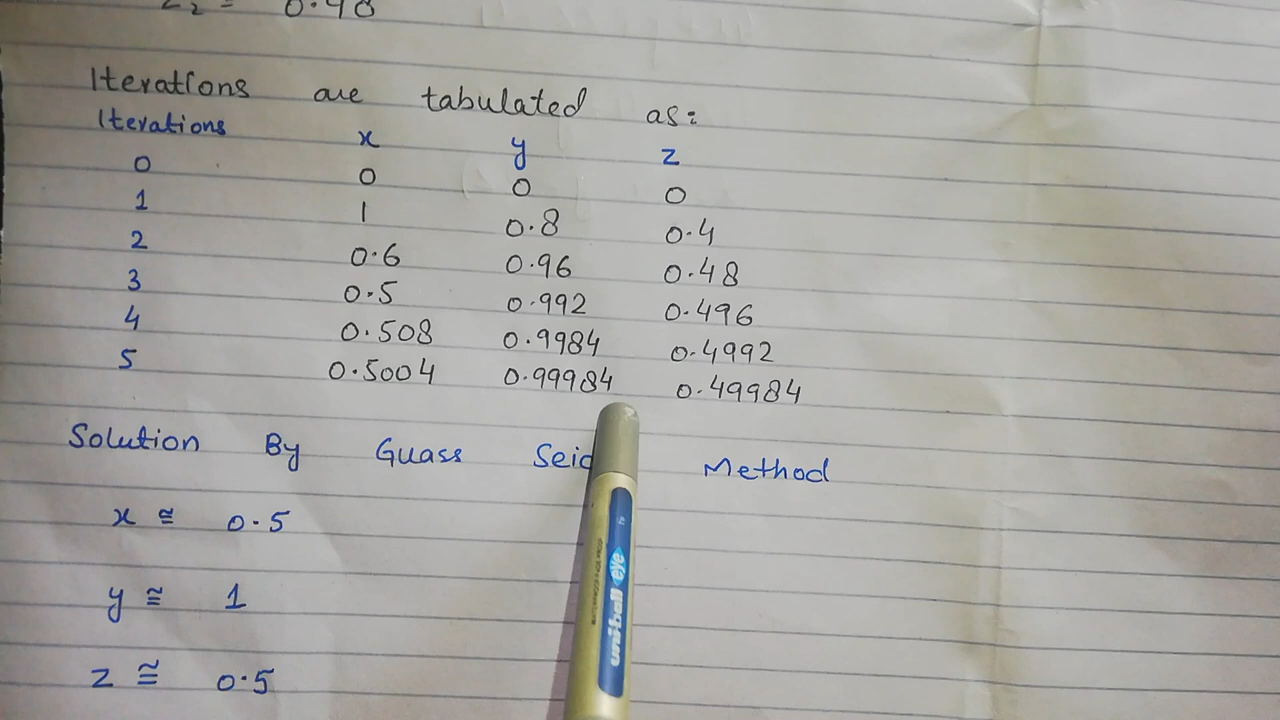 Iterations are tabulated as:
Iterations x y z
0 0 0 0
1 1 0.8 0.4
2 0.6 0.96 0.48
3 0.5 0.992 0.496
4 0.508 0.9984 0.4992
5 0.5004 0.99984 0.49984
Solution By Guass Method
x ≅ 0.5
y ≅ 1
z ≅ 0.5
uni-ball eye